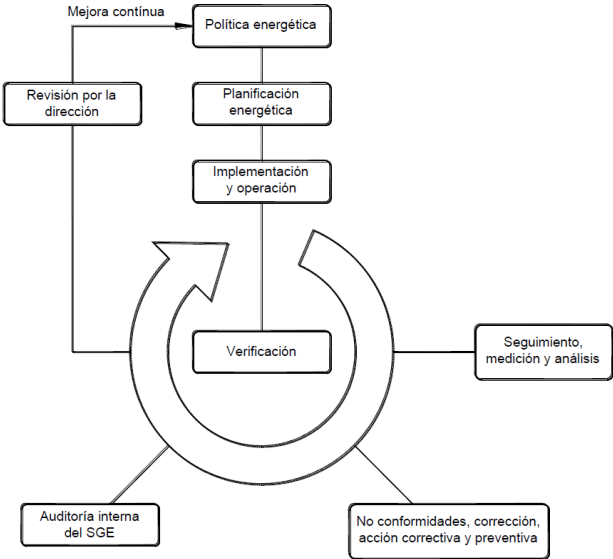 Mejora contínua
Política energética
Revisión por la
dirección
Planificación
energética
Implementación
y operación
Verificación
Seguimiento,
medición y análisis
Auditoría interna
del SGE
No conformidades, corrección,
acción correctiva y preventiva